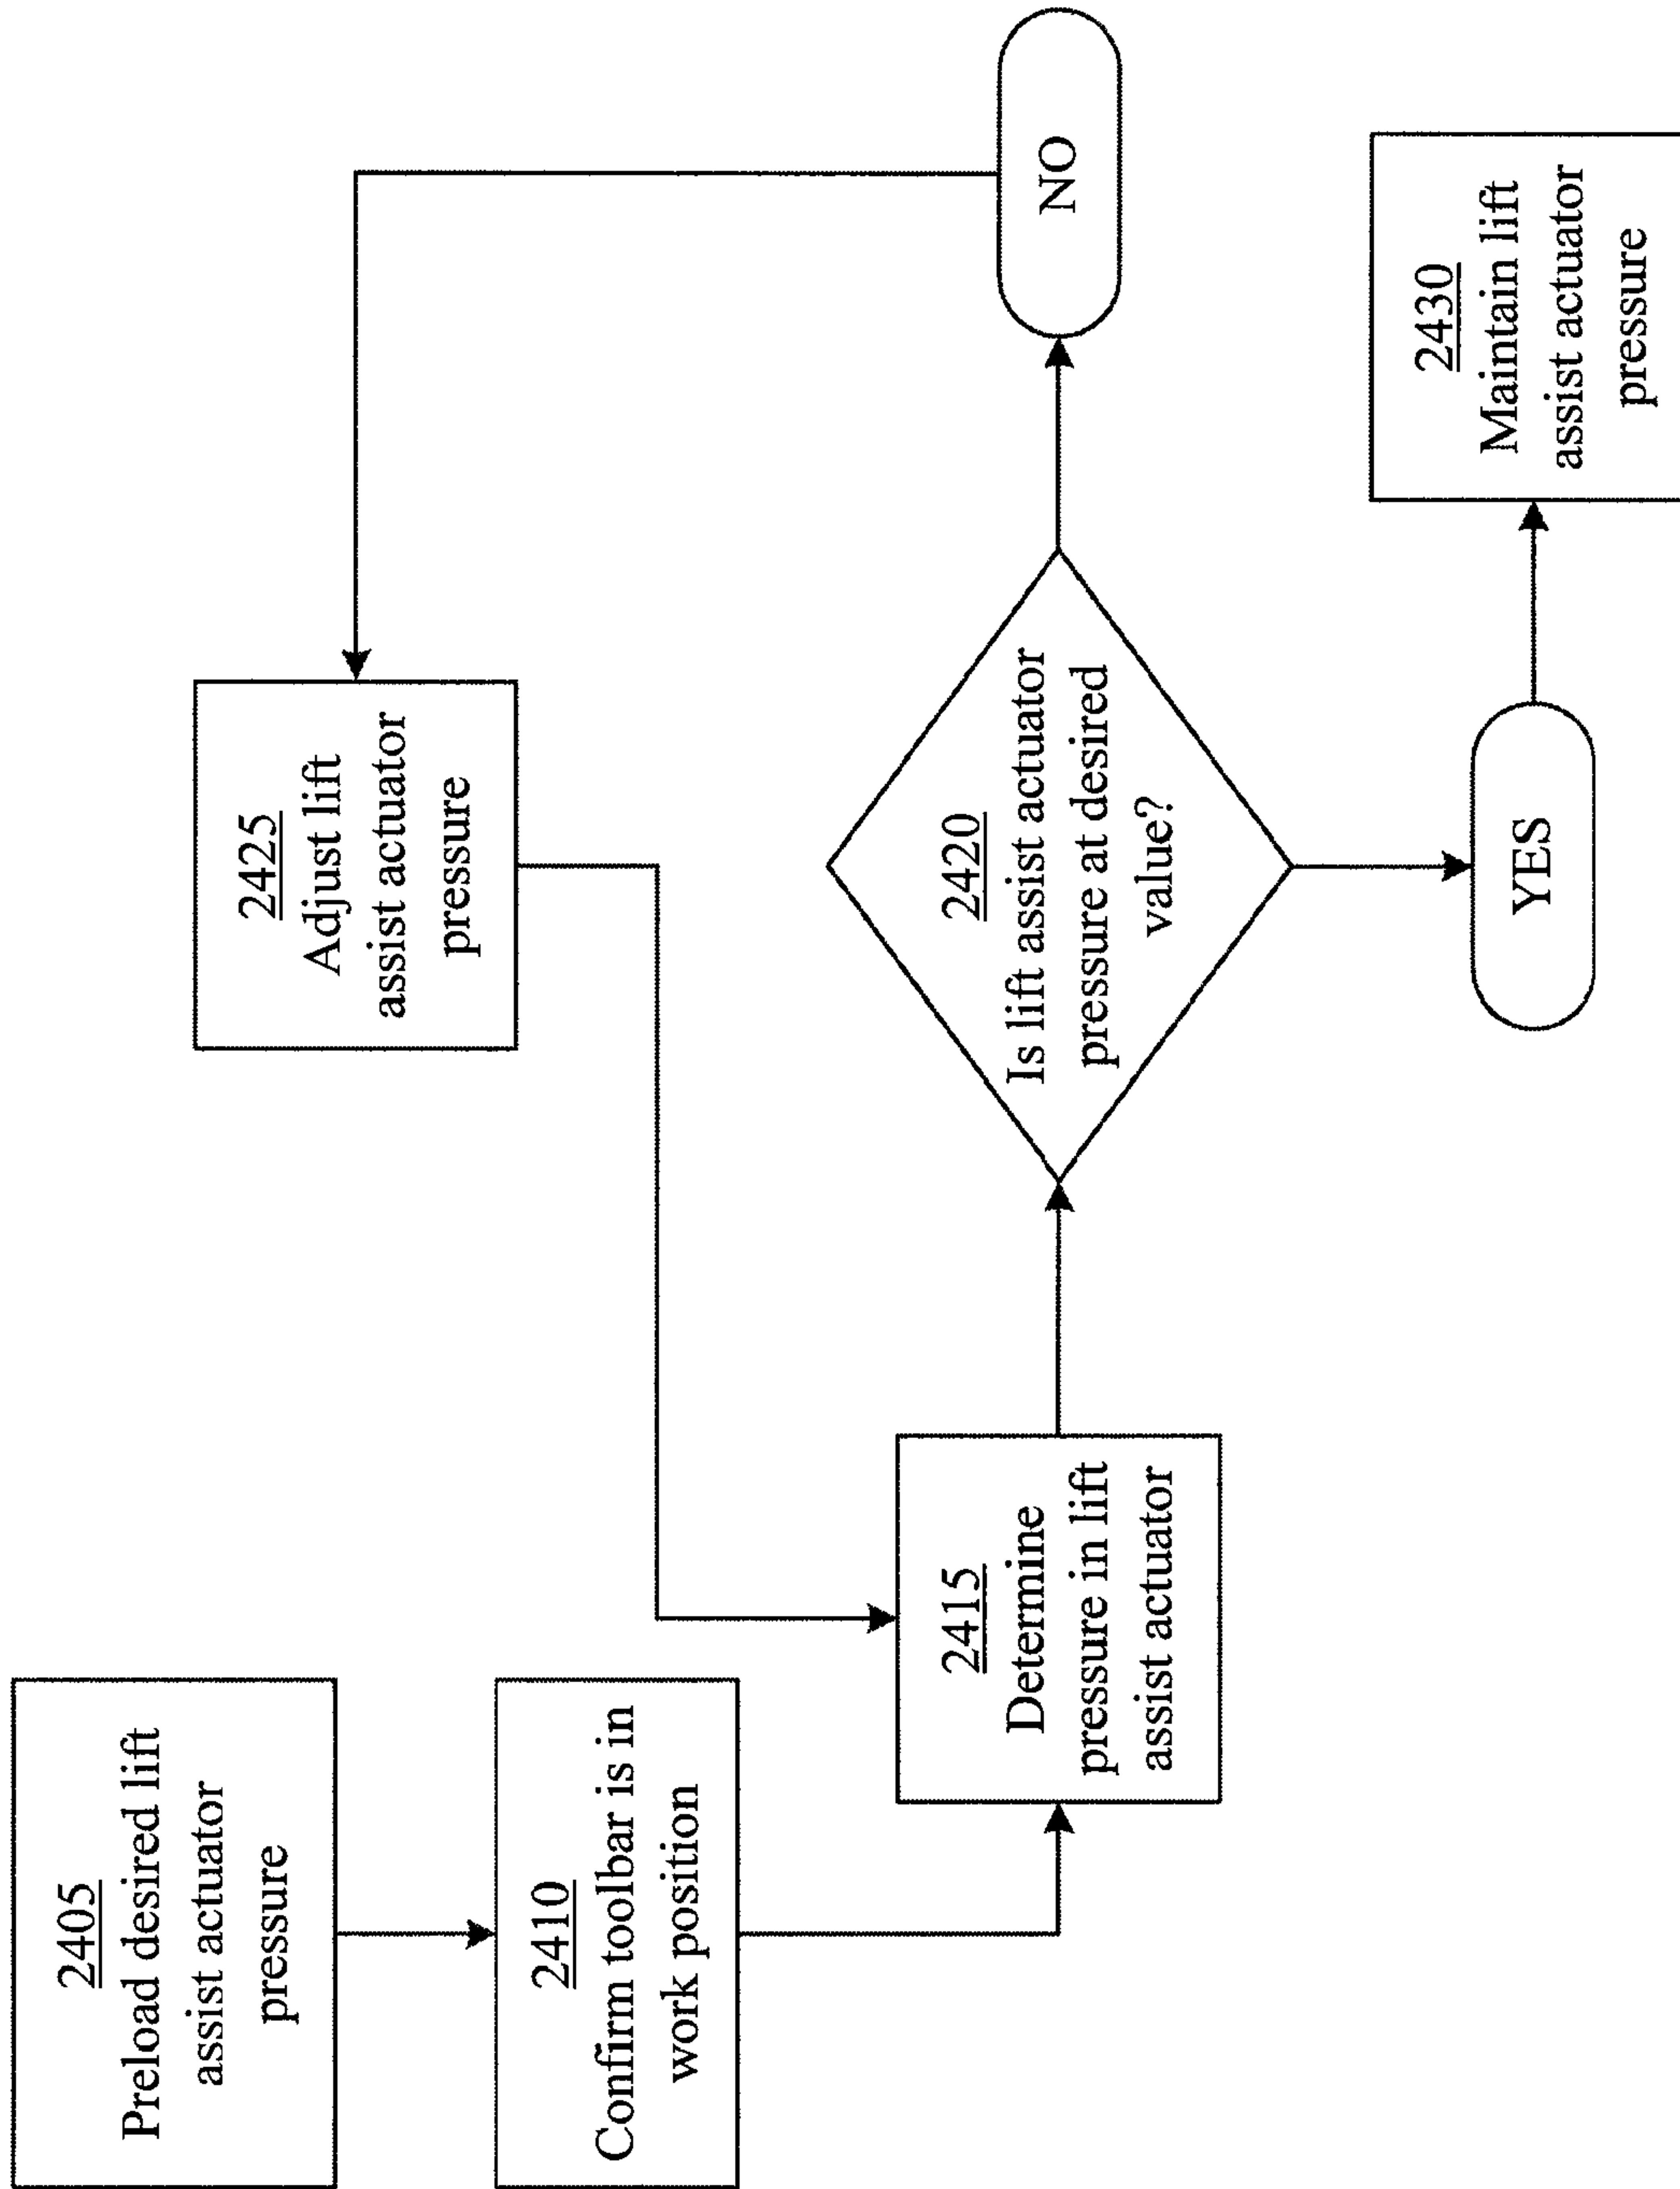 2405
Preload desired lift
assist actuator
pressure
2410
Confirm toolbar is in
work position
2415
Determine
pressure in lift
assist actuator
2420
Is lift assist actuator
pressure at desired
value?
NO
2425
Adjust lift
assist actuator
pressure
YES
2430
Maintain lift
assist actuator
pressure